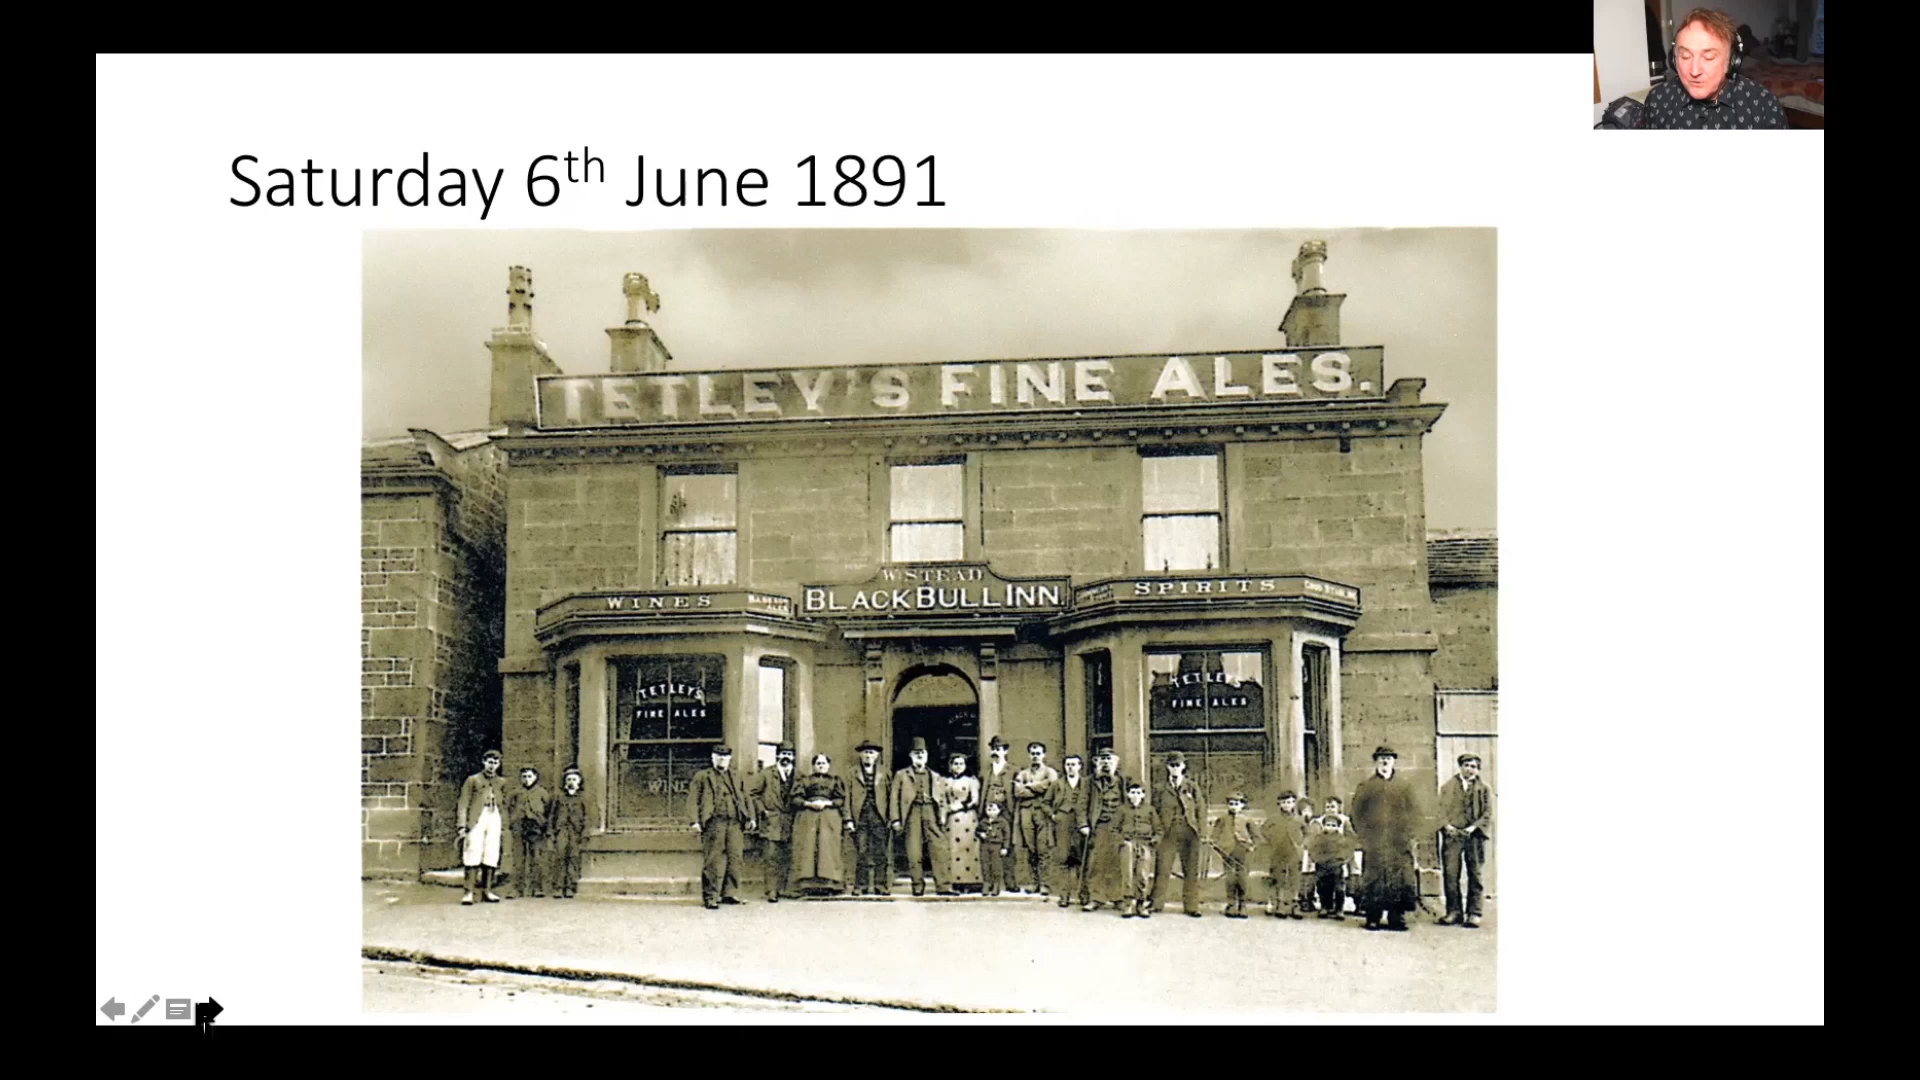 Saturday 6th June 1891
TETLEY'S FINE ALES.
W. STEAD
BLACK BULL INN
WINES
SPIRITS
TETLEY'S
FINE ALES
WINE
TETLEY'S
FINE ALES